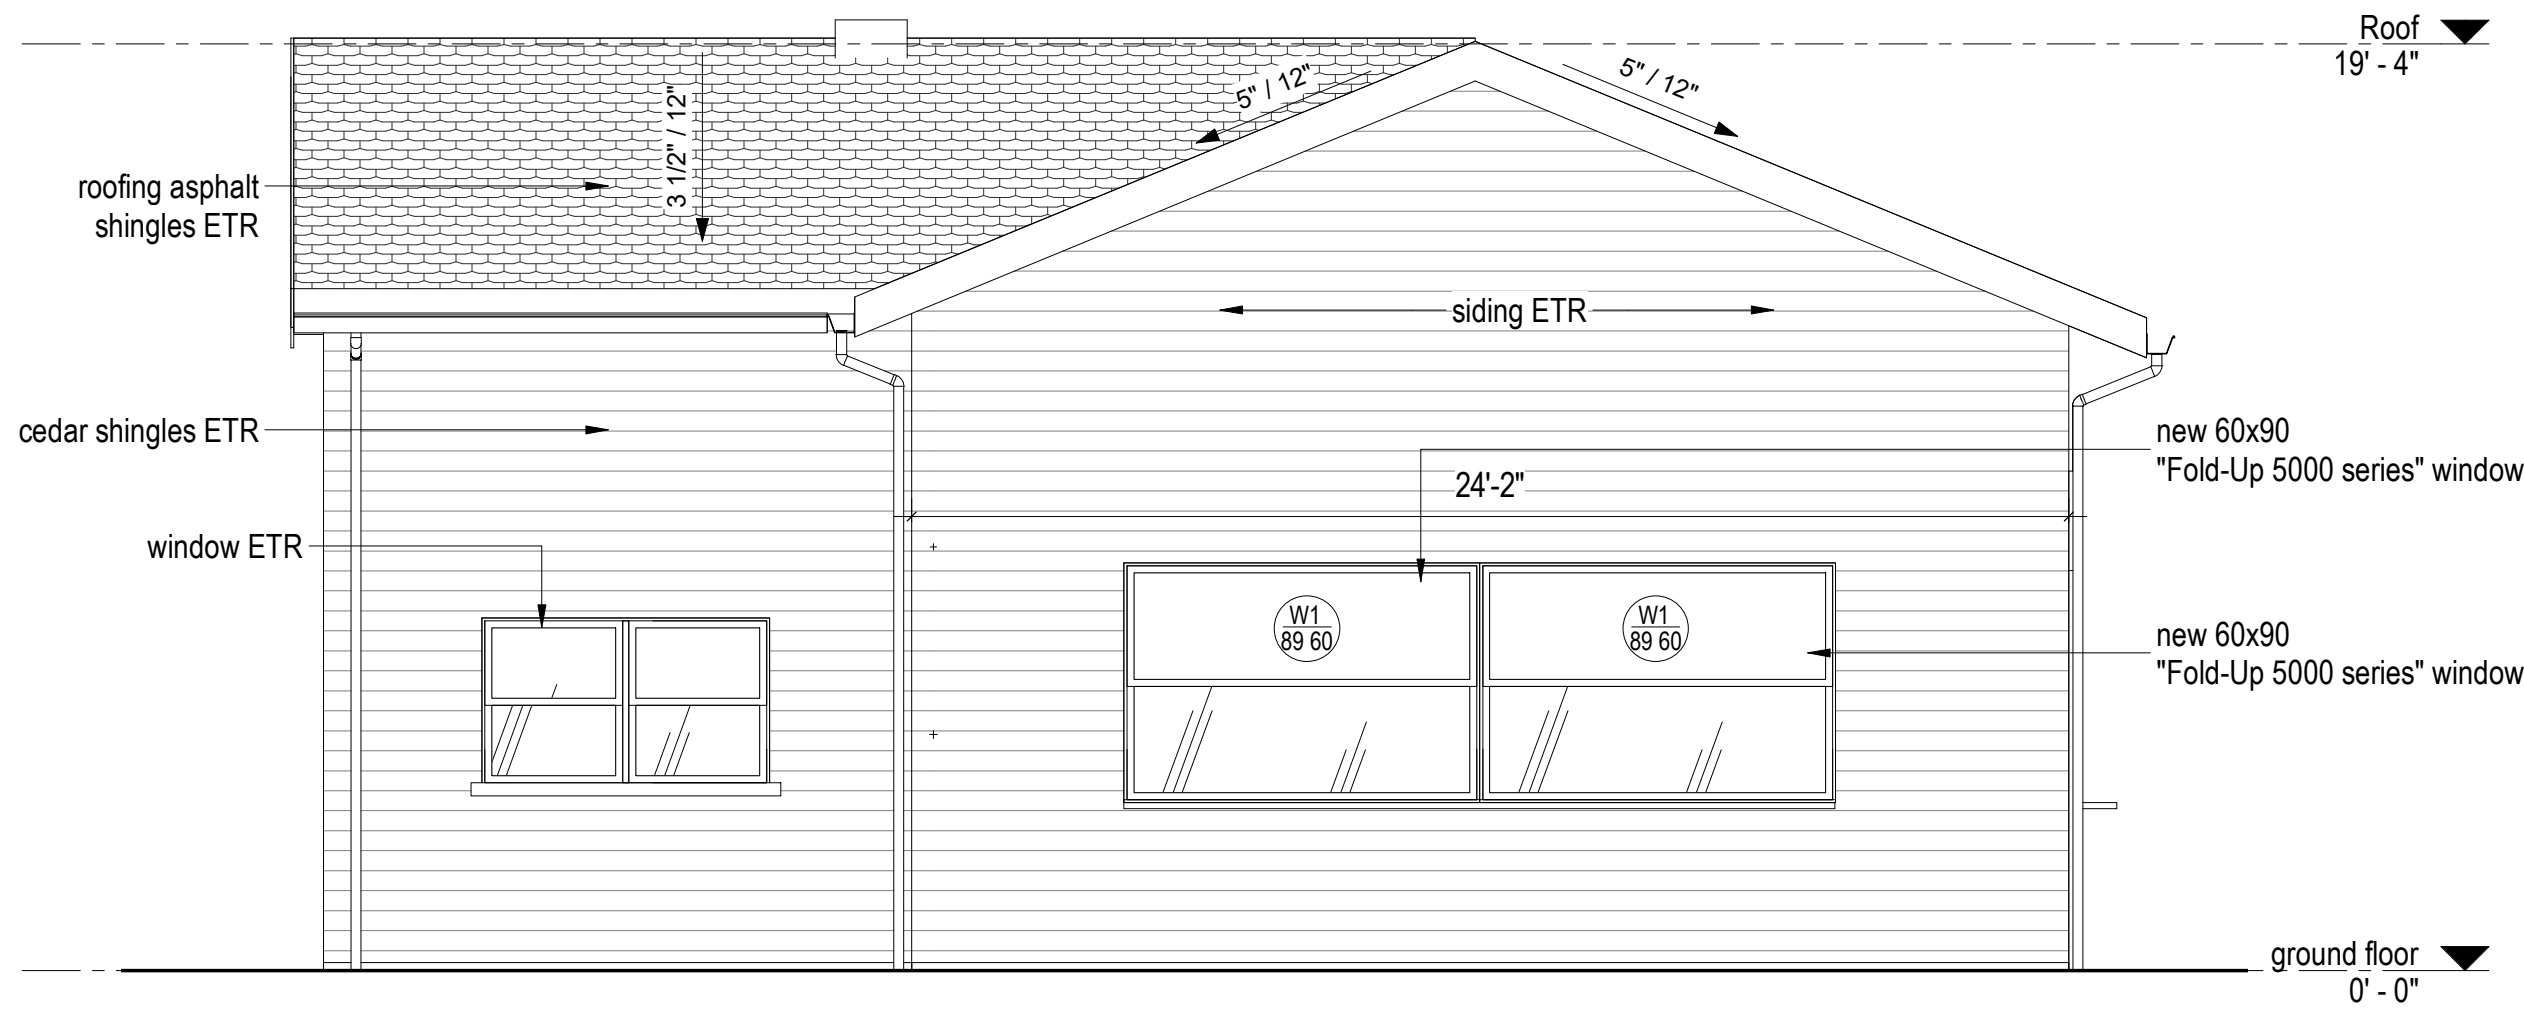 Roof
19' - 4"
5" / 12"
5" / 12"
3 1/2" / 12"
roofing asphalt
shingles ETR
siding ETR
cedar shingles ETR
new 60x90
"Fold-Up 5000 series" window
24'-2"
window ETR
W1
89 60
W1
89 60
new 60x90
"Fold-Up 5000 series" window
ground floor
0' - 0"